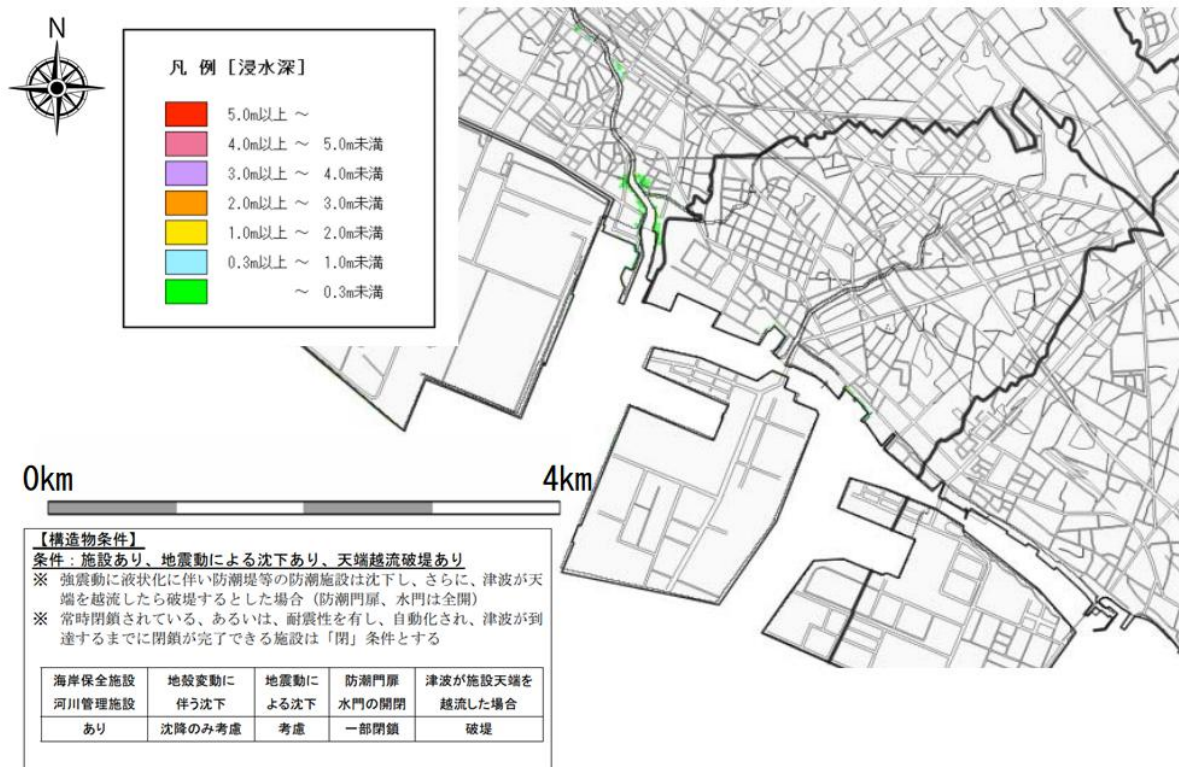 N
凡 例 [浸水深]
5.0m以上 ～
4.0m以上 ～ 5.0m未満
3.0m以上 ～ 4.0m未満
2.0m以上 ～ 3.0m未満
1.0m以上 ～ 2.0m未満
0.3m以上 ～ 1.0m未満
～ 0.3m未満
0km 4km
【構造物条件】
条件：施設あり、地震動による沈下あり、天端越流破堤あり
※ 強震動に液状化に伴い防潮堤等の防潮施設は沈下し、さらに、津波が天
端を越流したら破堤するとした場合（防潮門扉、水門は全開）
※ 常時閉鎖されている、あるいは、耐震性を有し、自動化され、津波が到
達するまでに閉鎖が完了できる施設は「閉」条件とする
海岸保全施設 地殻変動に 地震動に 防潮門扉 津波が施設天端を
河川管理施設 伴う沈下 よる沈下 水門の開閉 越流した場合
あり 沈降のみ考慮 考慮 一部閉鎖 破堤